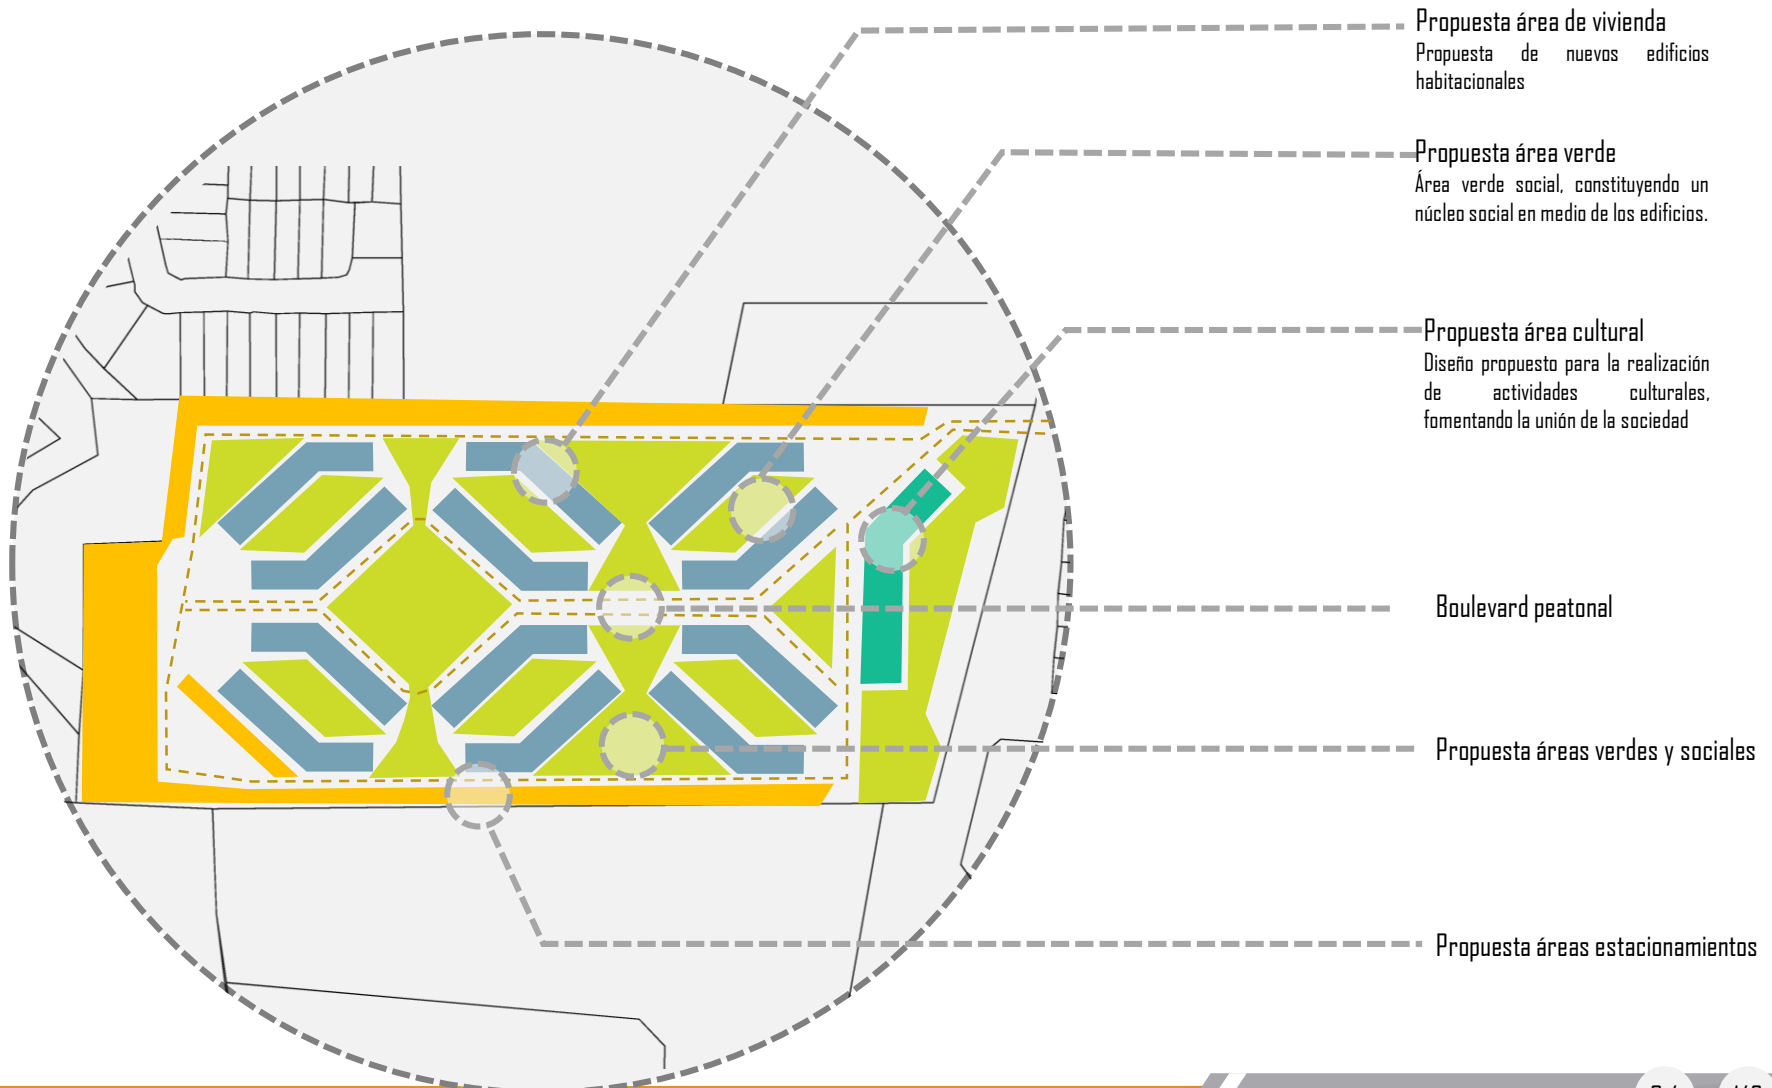 Propuesta área de vivienda
Propuesta de nuevos edificios
habitacionales
Propuesta área verde
Área verde social, constituyendo un
núcleo social en medio de los edificios.
Propuesta área cultural
Diseño propuesto para la realización
de actividades culturales,
fomentando la unión de la sociedad
Boulevard peatonal
Propuesta áreas verdes y sociales
Propuesta áreas estacionamientos